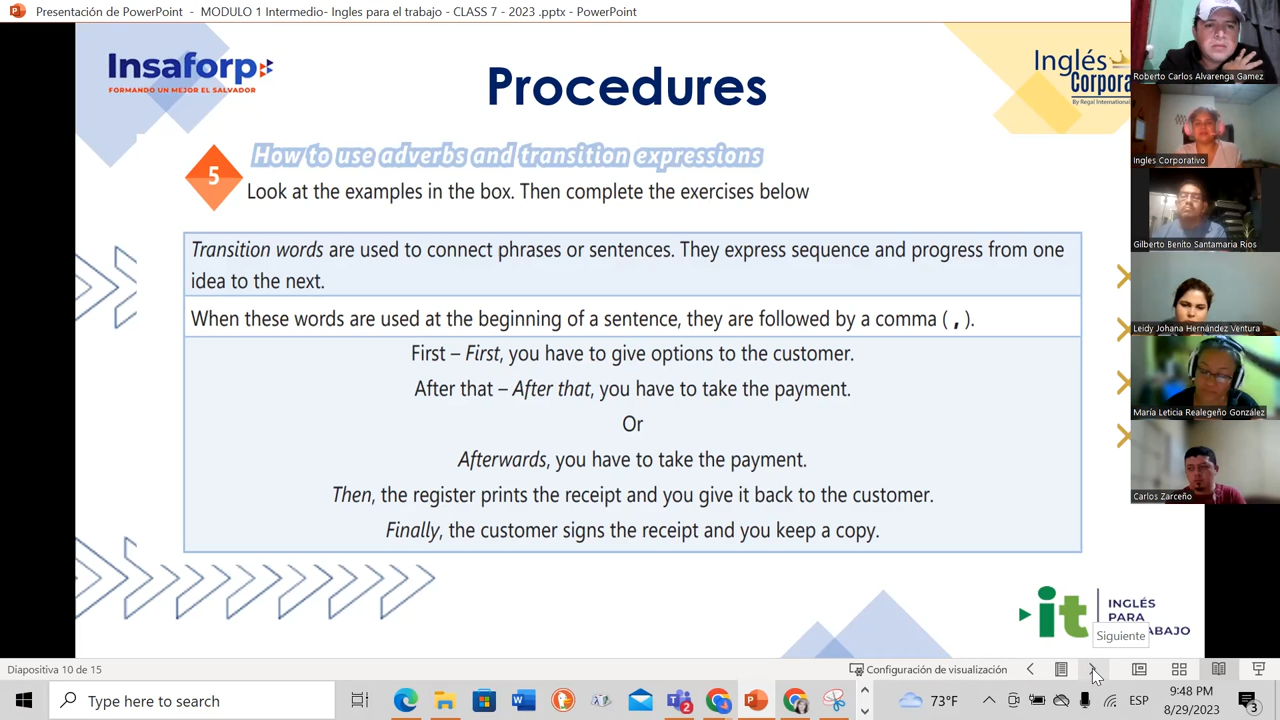 Presentación de PowerPoint - MODULO 1 Intermedio- Ingles para el trabajo - CLASS 7 - 2023 .pptx - PowerPoint
Insaforp
FORMANDO UN MEJOR EL SALVADOR
Procedures
Inglés
Corpora
By Regal International
5
How to use adverbs and transition expressions
Look at the examples in the box. Then complete the exercises below
Transition words are used to connect phrases or sentences. They express sequence and progress from one
idea to the next.
When these words are used at the beginning of a sentence, they are followed by a comma ( , ).
First – First, you have to give options to the customer.
After that – After that, you have to take the payment.
Or
Afterwards, you have to take the payment.
Then, the register prints the receipt and you give it back to the customer.
Finally, the customer signs the receipt and you keep a copy.
Roberto Carlos Alvarenga Gamez
Ingles Corporativo
Gilberto Benito Santamaria Rios
Leidy Johana Hernández Ventura
María Leticia Realegeño González
Carlos Zarceño
it
INGLÉS
PARA
ABAJO
Siguiente
Diapositiva 10 de 15
Configuración de visualización
Type here to search
2
73°F
ESP
9:48 PM
8/29/2023
3